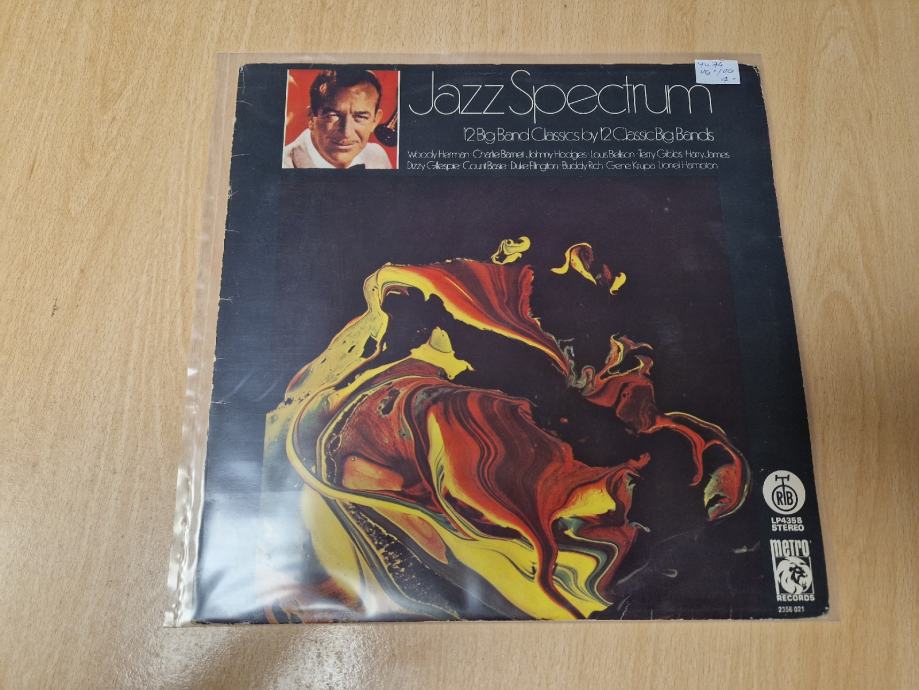 Jazz Spectrum
12 Big Band Classics by 12 Classic Big Bands
Woody Herman · Charlie Barnet · Johnny Hodges · Louis Bellson · Terry Gibbs · Harry James
Dizzy Gillespie · Count Basie · Duke Ellington · Buddy Rich · Gene Krupa · Lionel Hampton
RTB
LP4358
STEREO
METRO
RECORDS
2356 021